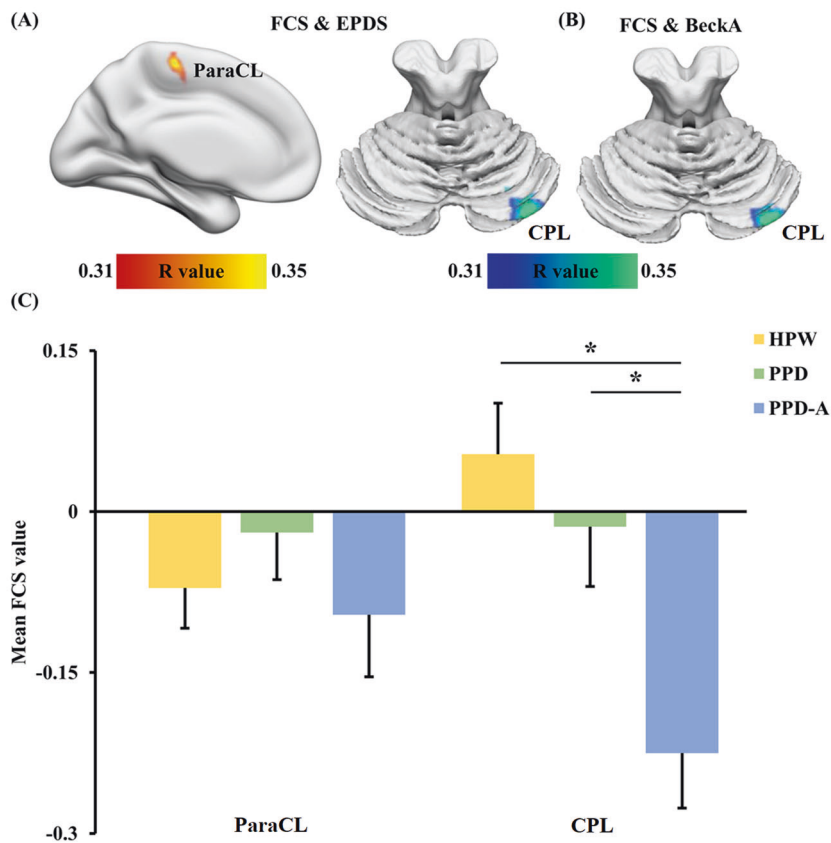 (A)
FCS & EPDS
(B)
FCS & BeckA
ParaCL
CPL
CPL
0.31
R value
0.35
0.31
R value
0.35
(C)
HPW
PPD
PPD-A
*
*
0.15
0
-0.15
-0.3
Mean FCS value
ParaCL
CPL